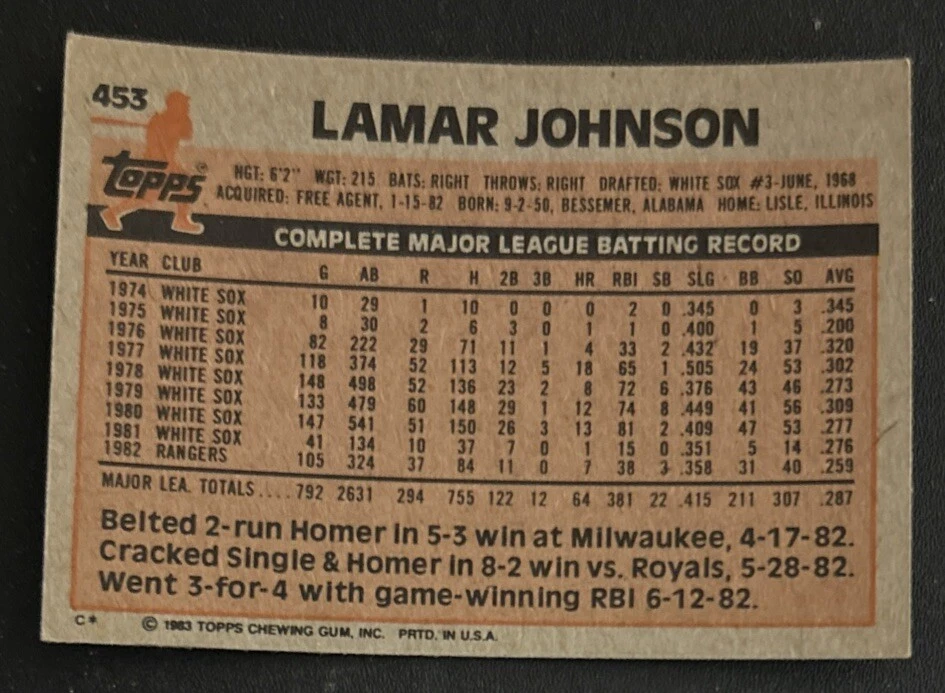 453
LAMAR JOHNSON
Topps®
HGT: 6'2" WGT: 215 BATS: RIGHT THROWS: RIGHT DRAFTED: WHITE SOX #3-JUNE, 1968
ACQUIRED: FREE AGENT, 1-15-82 BORN: 9-2-50, BESSEMER, ALABAMA HOME: LISLE, ILLINOIS
COMPLETE MAJOR LEAGUE BATTING RECORD
YEAR CLUB G AB R H 2B 3B HR RBI SB SLG BB SO AVG
1974 WHITE SOX 10 29 1 10 0 0 0 2 0 .345 0 3 .345
1975 WHITE SOX 8 30 2 6 3 0 1 1 0 .400 1 5 .200
1976 WHITE SOX 82 222 29 71 11 1 4 33 2 .432 19 37 .320
1977 WHITE SOX 118 374 52 113 12 5 18 65 1 .505 24 53 .302
1978 WHITE SOX 148 498 52 136 23 2 8 72 6 .376 43 46 .273
1979 WHITE SOX 133 479 60 148 29 1 12 74 8 .449 41 56 .309
1980 WHITE SOX 147 541 51 150 26 3 13 81 2 .409 47 53 .277
1981 WHITE SOX 41 134 10 37 7 0 1 15 0 .351 5 14 .276
1982 RANGERS 105 324 37 84 11 0 7 38 3 .358 31 40 .259
MAJOR LEA. TOTALS.... 792 2631 294 755 122 12 64 381 22 .415 211 307 .287
Belted 2-run Homer in 5-3 win at Milwaukee, 4-17-82.
Cracked Single & Homer in 8-2 win vs. Royals, 5-28-82.
Went 3-for-4 with game-winning RBI 6-12-82.
C* © 1983 TOPPS CHEWING GUM, INC. PRTD. IN U.S.A.